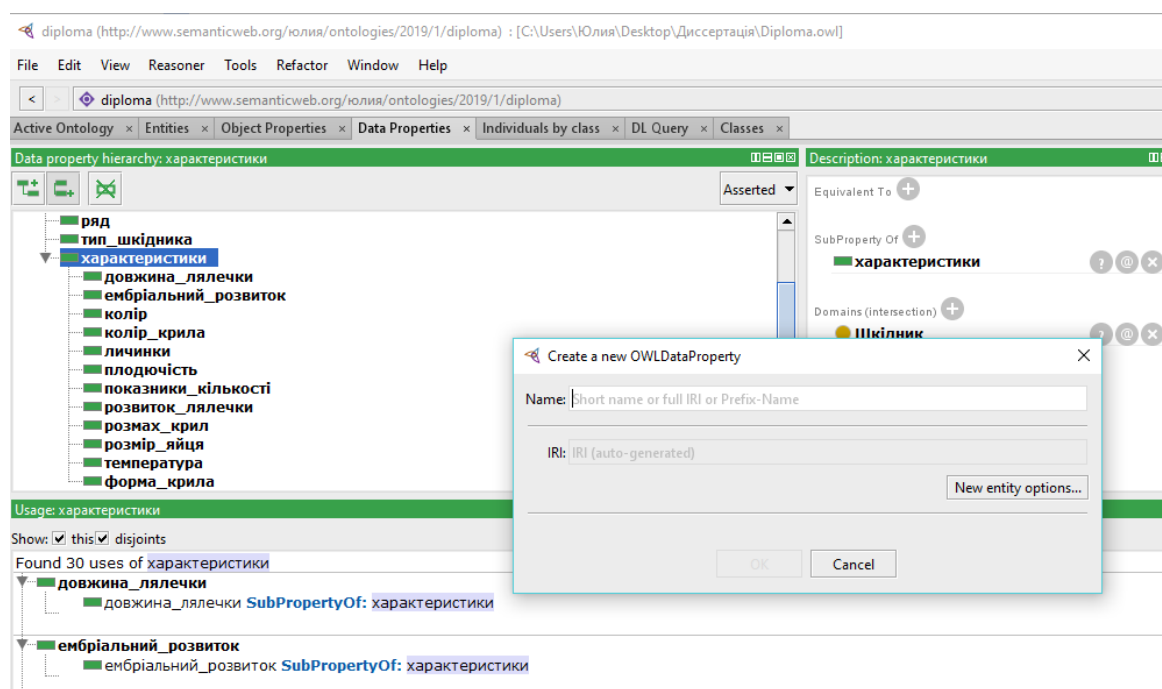 diploma (http://www.semanticweb.org/юлия/ontologies/2019/1/diploma) : [C:\Users\Юлия\Desktop\Диссертація\Diploma.owl]
File Edit View Reasoner Tools Refactor Window Help
< > diploma (http://www.semanticweb.org/юлия/ontologies/2019/1/diploma)
Active Ontology × Entities × Object Properties × Data Properties × Individuals by class × DL Query × Classes ×
Data property hierarchy: характеристики
Asserted
ряд
тип_шкідника
характеристики
довжина_лялечки
ембріальний_розвиток
колір
колір_крила
личинки
плодючість
показники_кількості
розвиток_лялечки
розмах_крил
розмір_яйця
температура
форма_крила
Description: характеристики
Equivalent To +
SubProperty Of +
характеристики ? @ ×
Domains (intersection) +
Шкідник ? @ ×
Create a new OWLDataProperty
Name: Short name or full IRI or Prefix-Name
IRI: IRI (auto-generated)
New entity options...
OK Cancel
Usage: характеристики
Show: this disjoints
Found 30 uses of характеристики
довжина_лялечки
довжина_лялечки SubPropertyOf: характеристики
ембріальний_розвиток
ембріальний_розвиток SubPropertyOf: характеристики